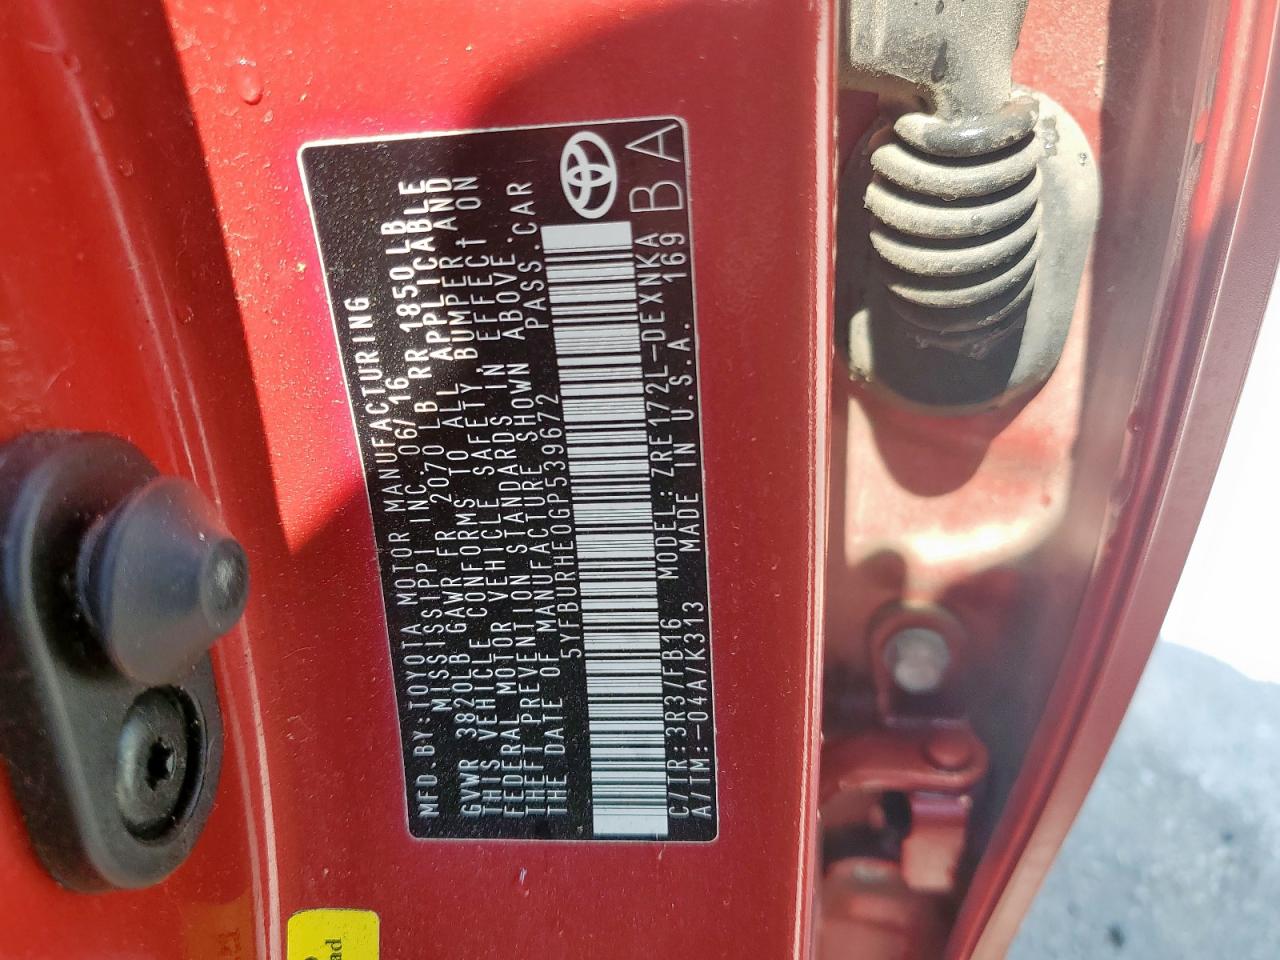 MFD.BY:TOYOTA MOTOR MANUFACTURING
MISSISSIPPI INC. 06/16
GVWR 3820LB GAWR FR 2070LB RR 1850LB
THIS VEHICLE CONFORMS TO ALL APPLICABLE
FEDERAL MOTOR VEHICLE SAFETY, BUMPER, AND
THEFT PREVENTION STANDARDS IN EFFECT ON
THE DATE OF MANUFACTURE SHOWN ABOVE.
5YFBURHE0GP539672 PASS.CAR
C/TR:3R3/FB16 MODEL:ZRE172L-DEXNKA
A/TM:-04A/K313 MADE IN U.S.A. 169
BA
ad